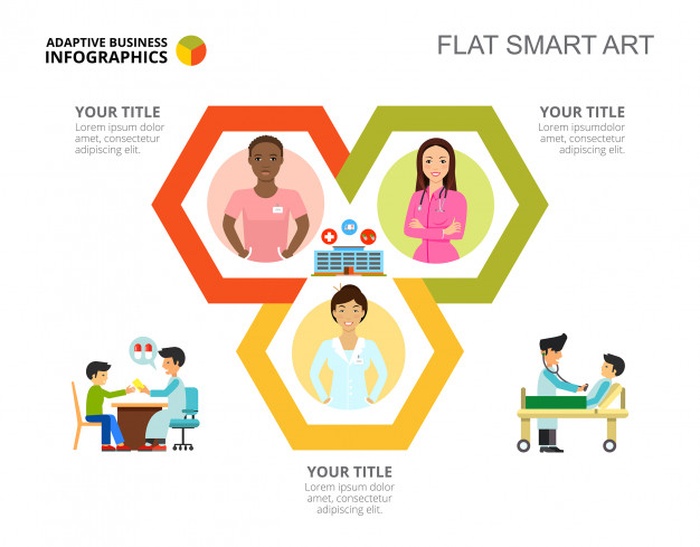 ADAPTIVE BUSINESS
INFOGRAPHICS
FLAT SMART ART
YOUR TITLE
Lorem ipsum dolor
amet, consectetur
adipiscing elit.
YOUR TITLE
Lorem ipsumdolor
amet, consectetur
adipiscing elit.
YOUR TITLE
Lorem ipsum dolor
amet, consectetur
adipiscing elit.